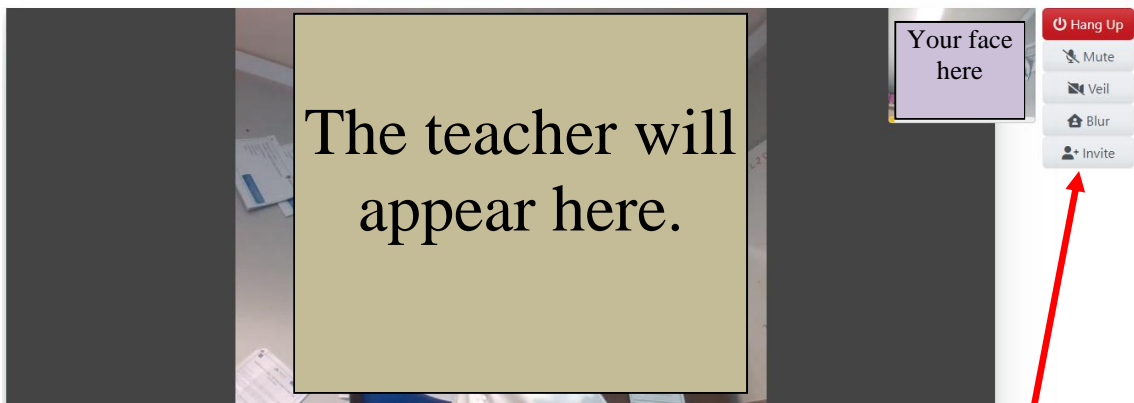 The teacher will
appear here.
Your face
here
Hang Up
Mute
Veil
Blur
Invite